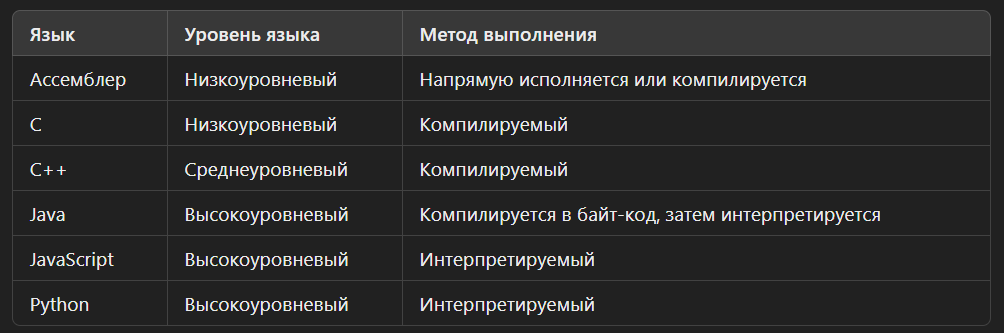 Язык Уровень языка Метод выполнения
Ассемблер Низкоуровневый Напрямую исполняется или компилируется
C Низкоуровневый Компилируемый
C++ Среднеуровневый Компилируемый
Java Высокоуровневый Компилируется в байт-код, затем интерпретируется
JavaScript Высокоуровневый Интерпретируемый
Python Высокоуровневый Интерпретируемый